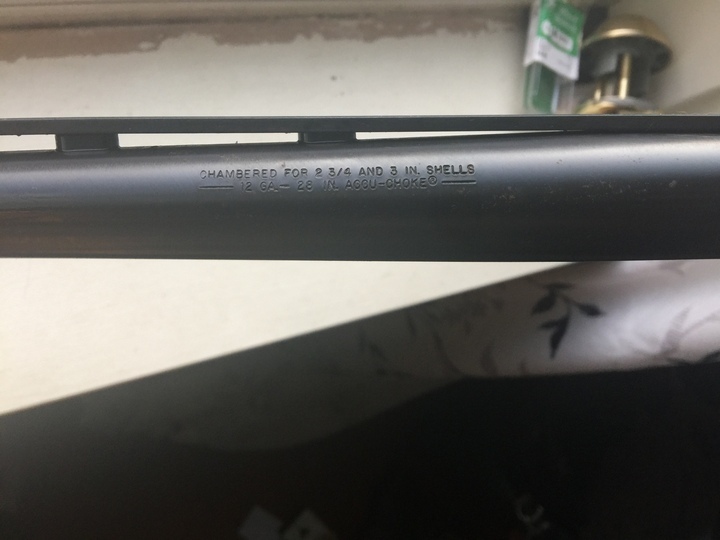 CHAMBERED FOR 2 3/4 AND 3 IN. SHELLS
12 GA.— 28 IN. ACCU-CHOKE®